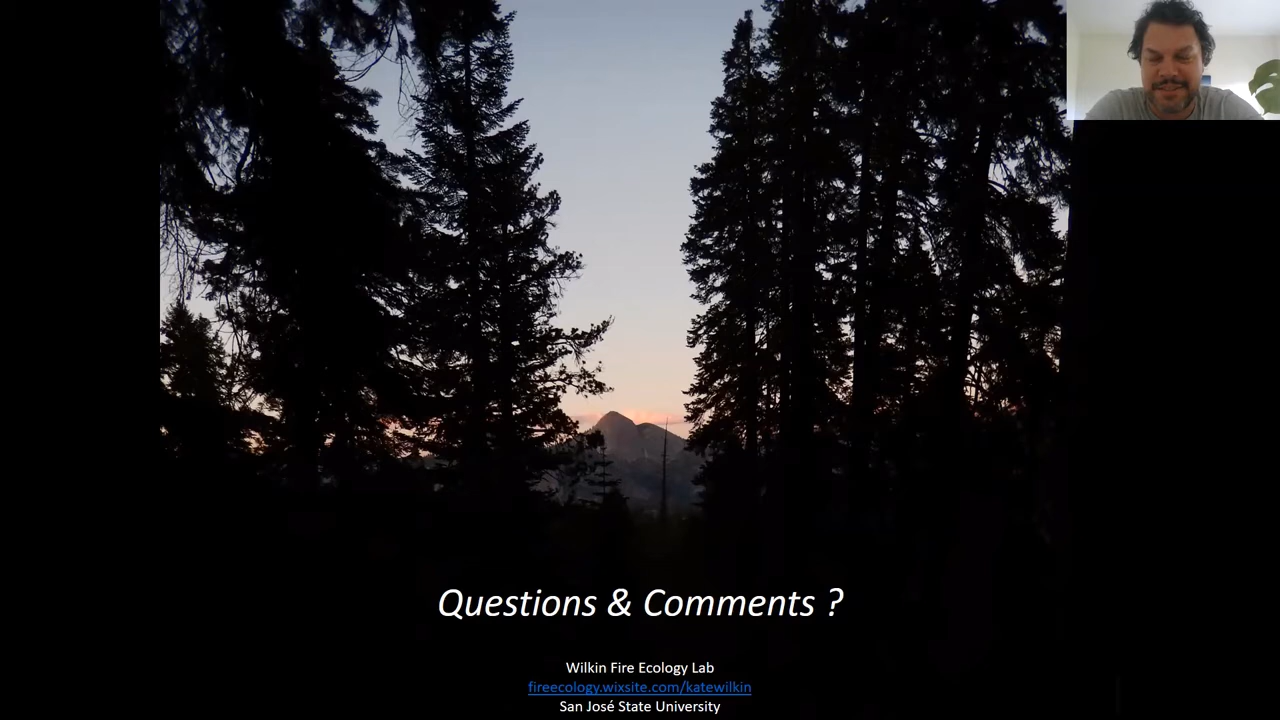 Questions & Comments ?
Wilkin Fire Ecology Lab
fireecology.wixsite.com/katewilkin
San José State University